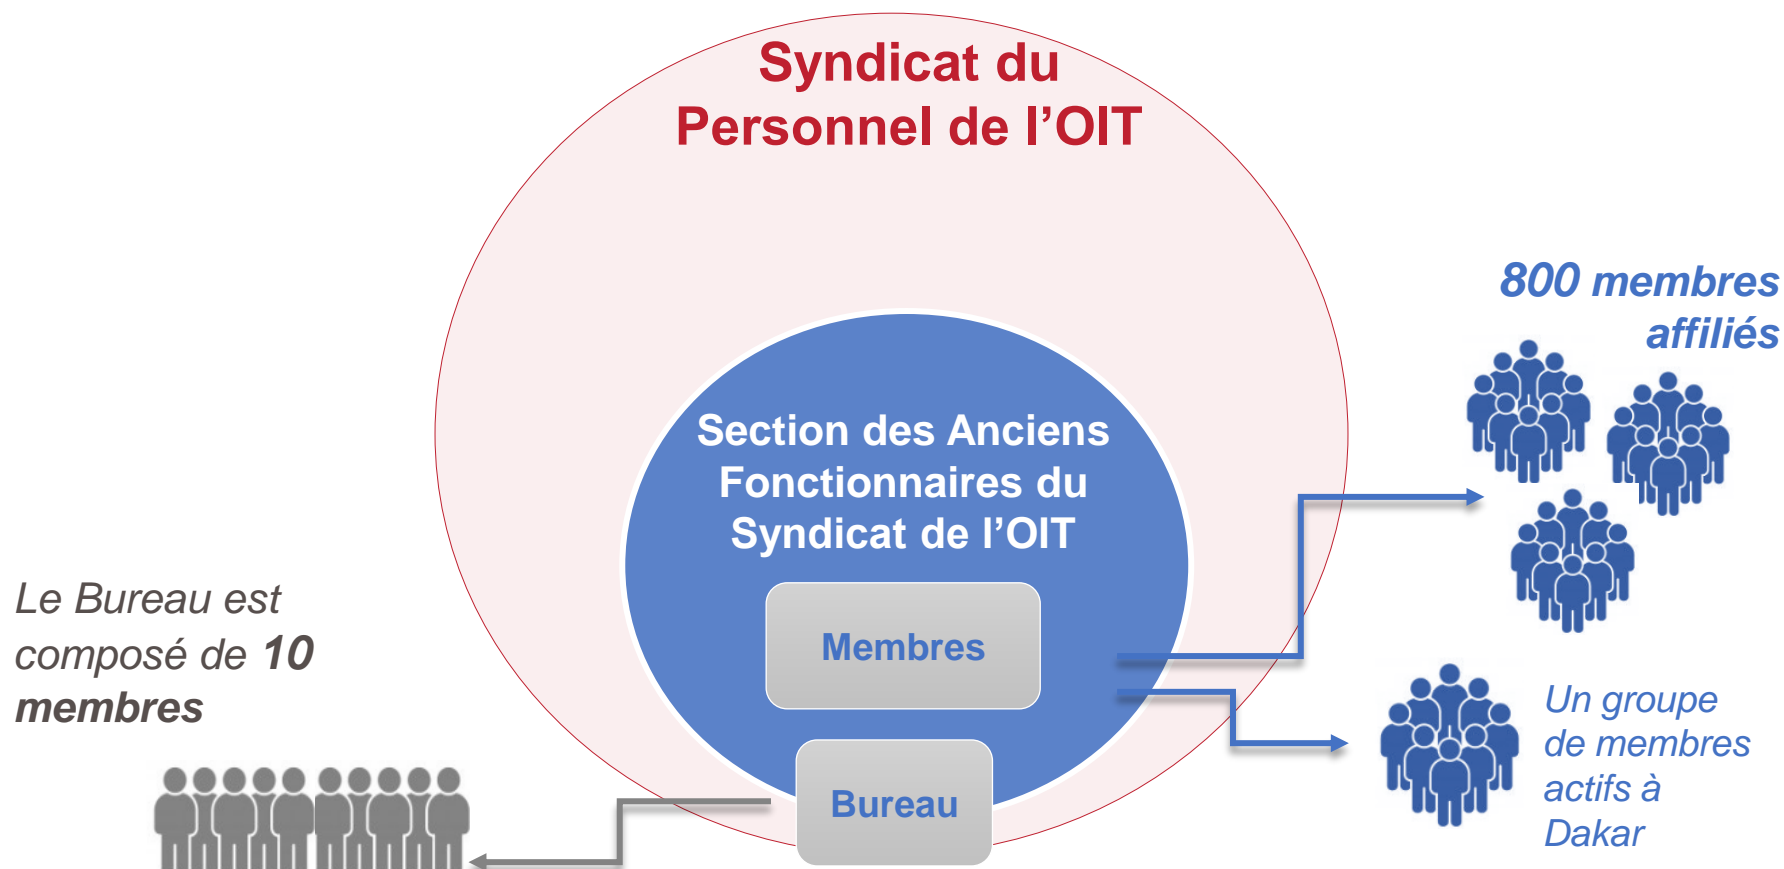 Syndicat du
Personnel de l’OIT
800 membres
affiliés
Section des Anciens
Fonctionnaires du
Syndicat de l’OIT
Le Bureau est
composé de 10
membres
Membres
Un groupe
de membres
actifs à
Dakar
Bureau